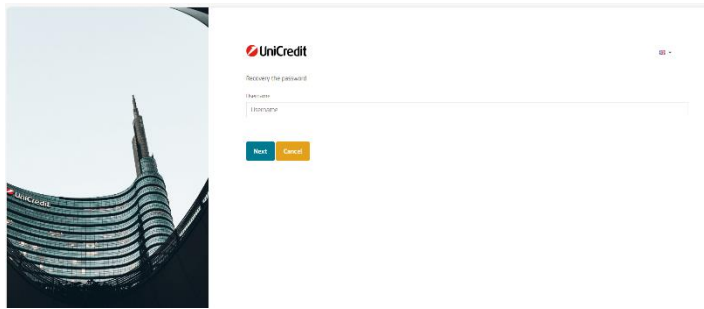 UniCredit
Recovery the password
Username
Username
Next Cancel
UniCredit